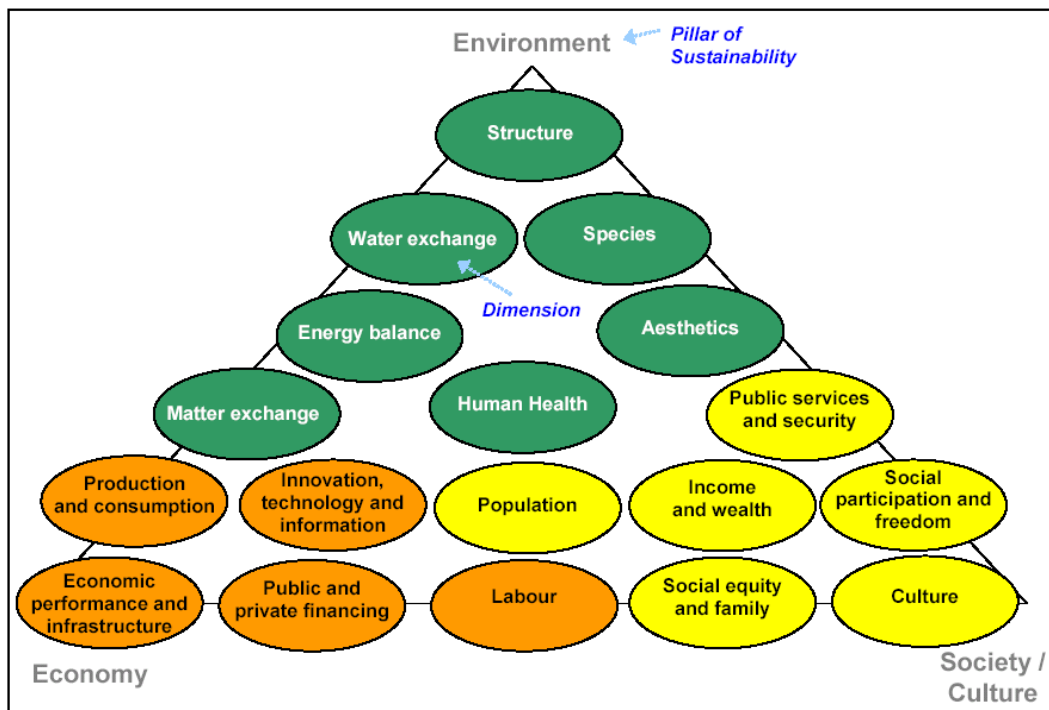 Environment
Pillar of
Sustainability
Structure
Water exchange
Species
Dimension
Energy balance
Aesthetics
Matter exchange
Human Health
Public services
and security
Production
and consumption
Innovation,
technology and
information
Population
Income
and wealth
Social
participation and
freedom
Economic
performance and
infrastructure
Public and
private financing
Labour
Social equity
and family
Culture
Economy
Society /
Culture